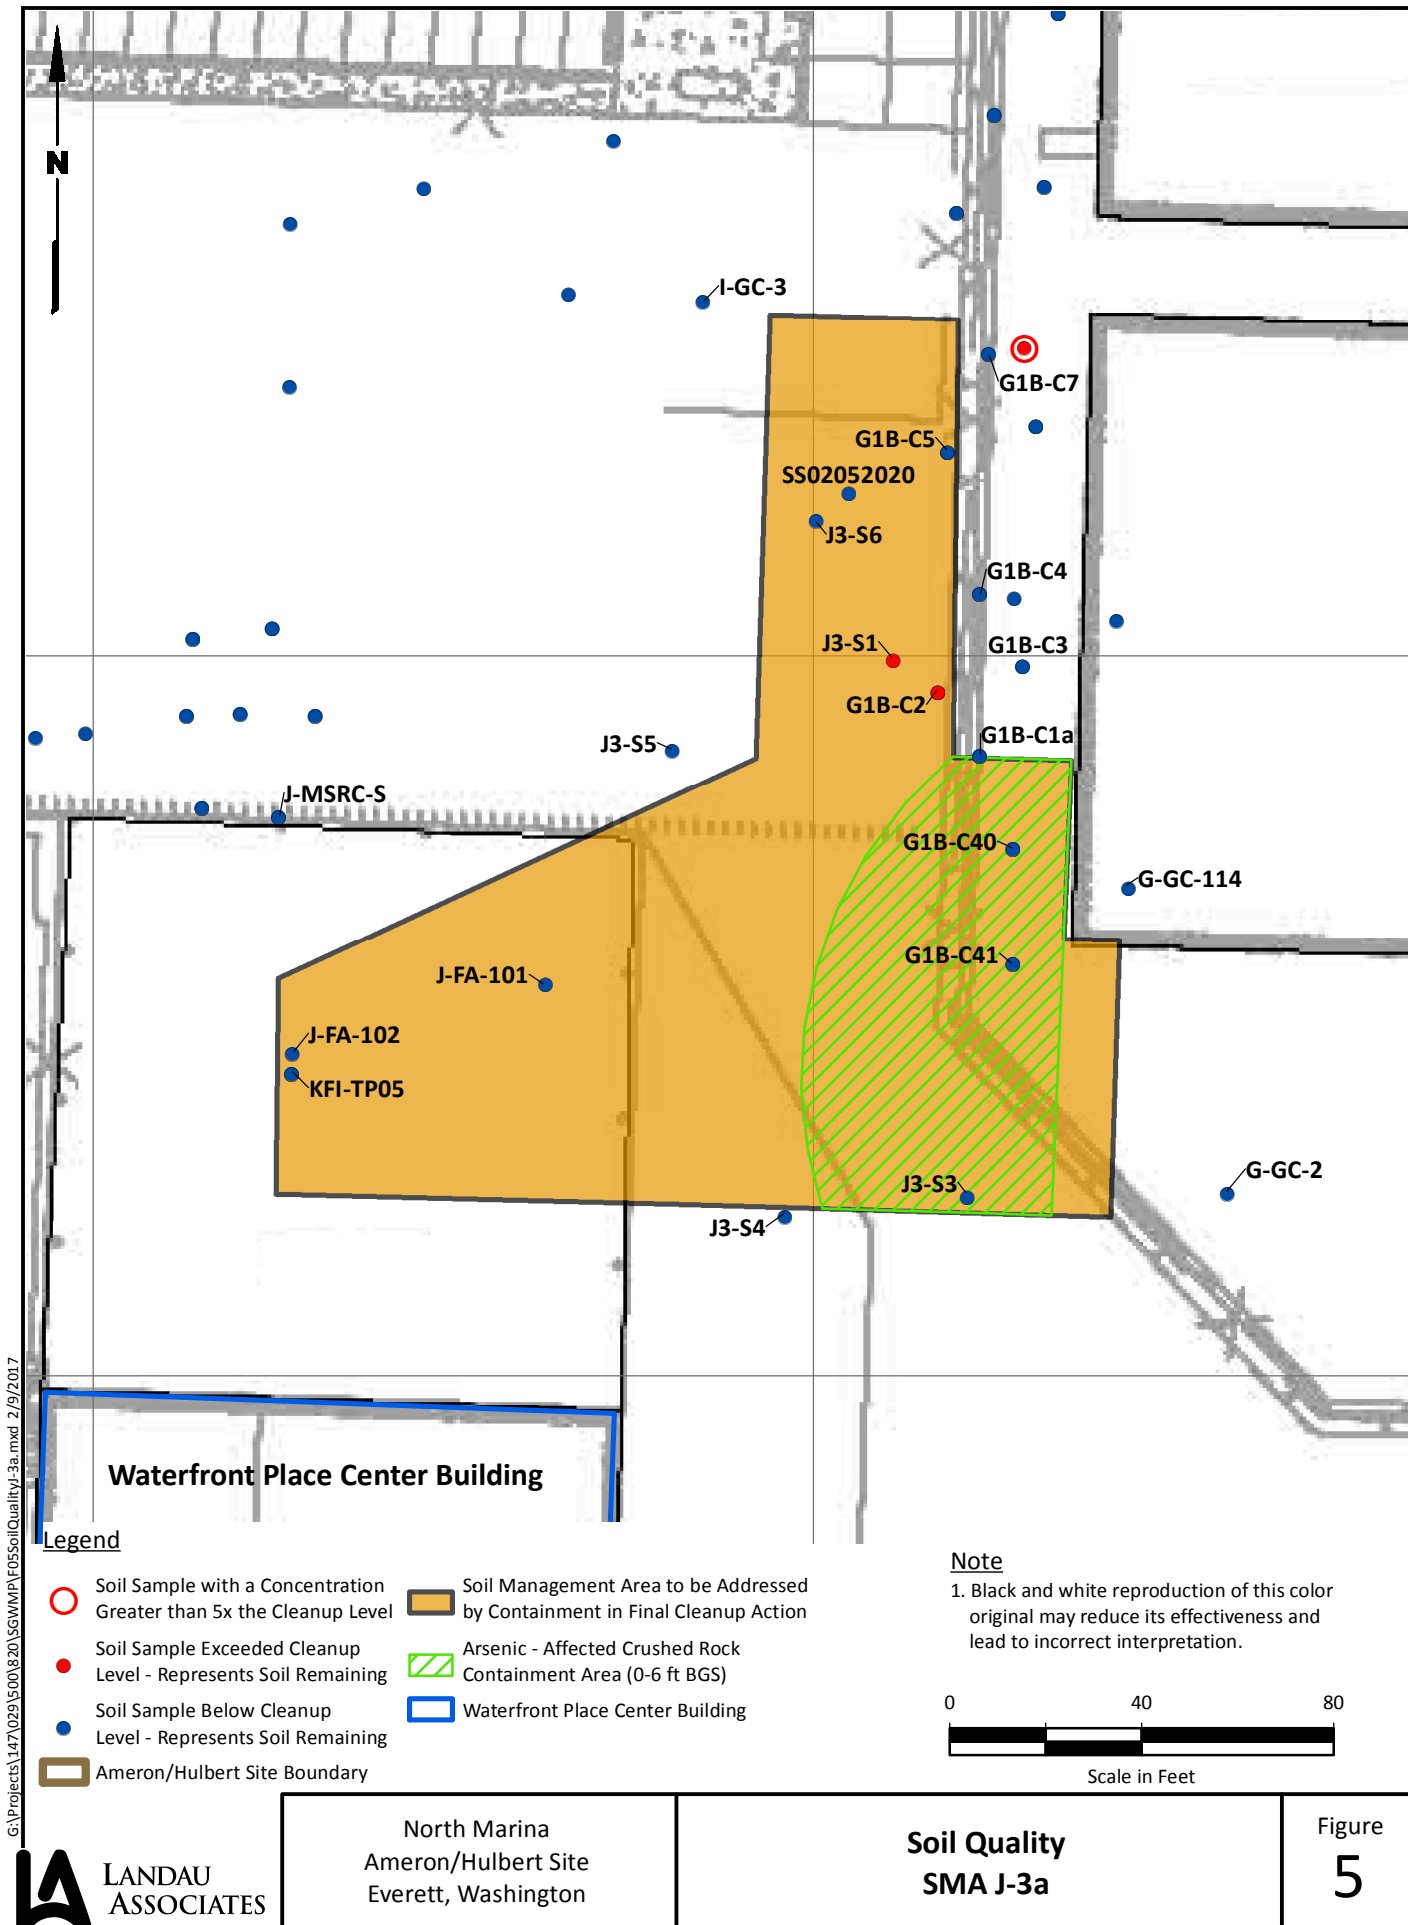 N
I-GC-3
G1B-C7
G1B-C5
SS02052020
J3-S6
G1B-C4
J3-S1
G1B-C3
G1B-C2
G1B-C1a
J3-S5
J-MSRC-S
G1B-C40
G-GC-114
G1B-C41
J-FA-101
J-FA-102
KFI-TP05
G-GC-2
J3-S3
J3-S4
Waterfront Place Center Building
G:\Projects\147\029\500\820\SGWMP\F05SoilQualityJ-3a.mxd 2/9/2017
Legend
Soil Sample with a Concentration
Greater than 5x the Cleanup Level
Soil Sample Exceeded Cleanup
Level - Represents Soil Remaining
Soil Sample Below Cleanup
Level - Represents Soil Remaining
Ameron/Hulbert Site Boundary
Soil Management Area to be Addressed
by Containment in Final Cleanup Action
Arsenic - Affected Crushed Rock
Containment Area (0-6 ft BGS)
Waterfront Place Center Building
Note
1. Black and white reproduction of this color
original may reduce its effectiveness and
lead to incorrect interpretation.
0 40 80
Scale in Feet
LANDAU
ASSOCIATES
North Marina
Ameron/Hulbert Site
Everett, Washington
Soil Quality
SMA J-3a
Figure
5